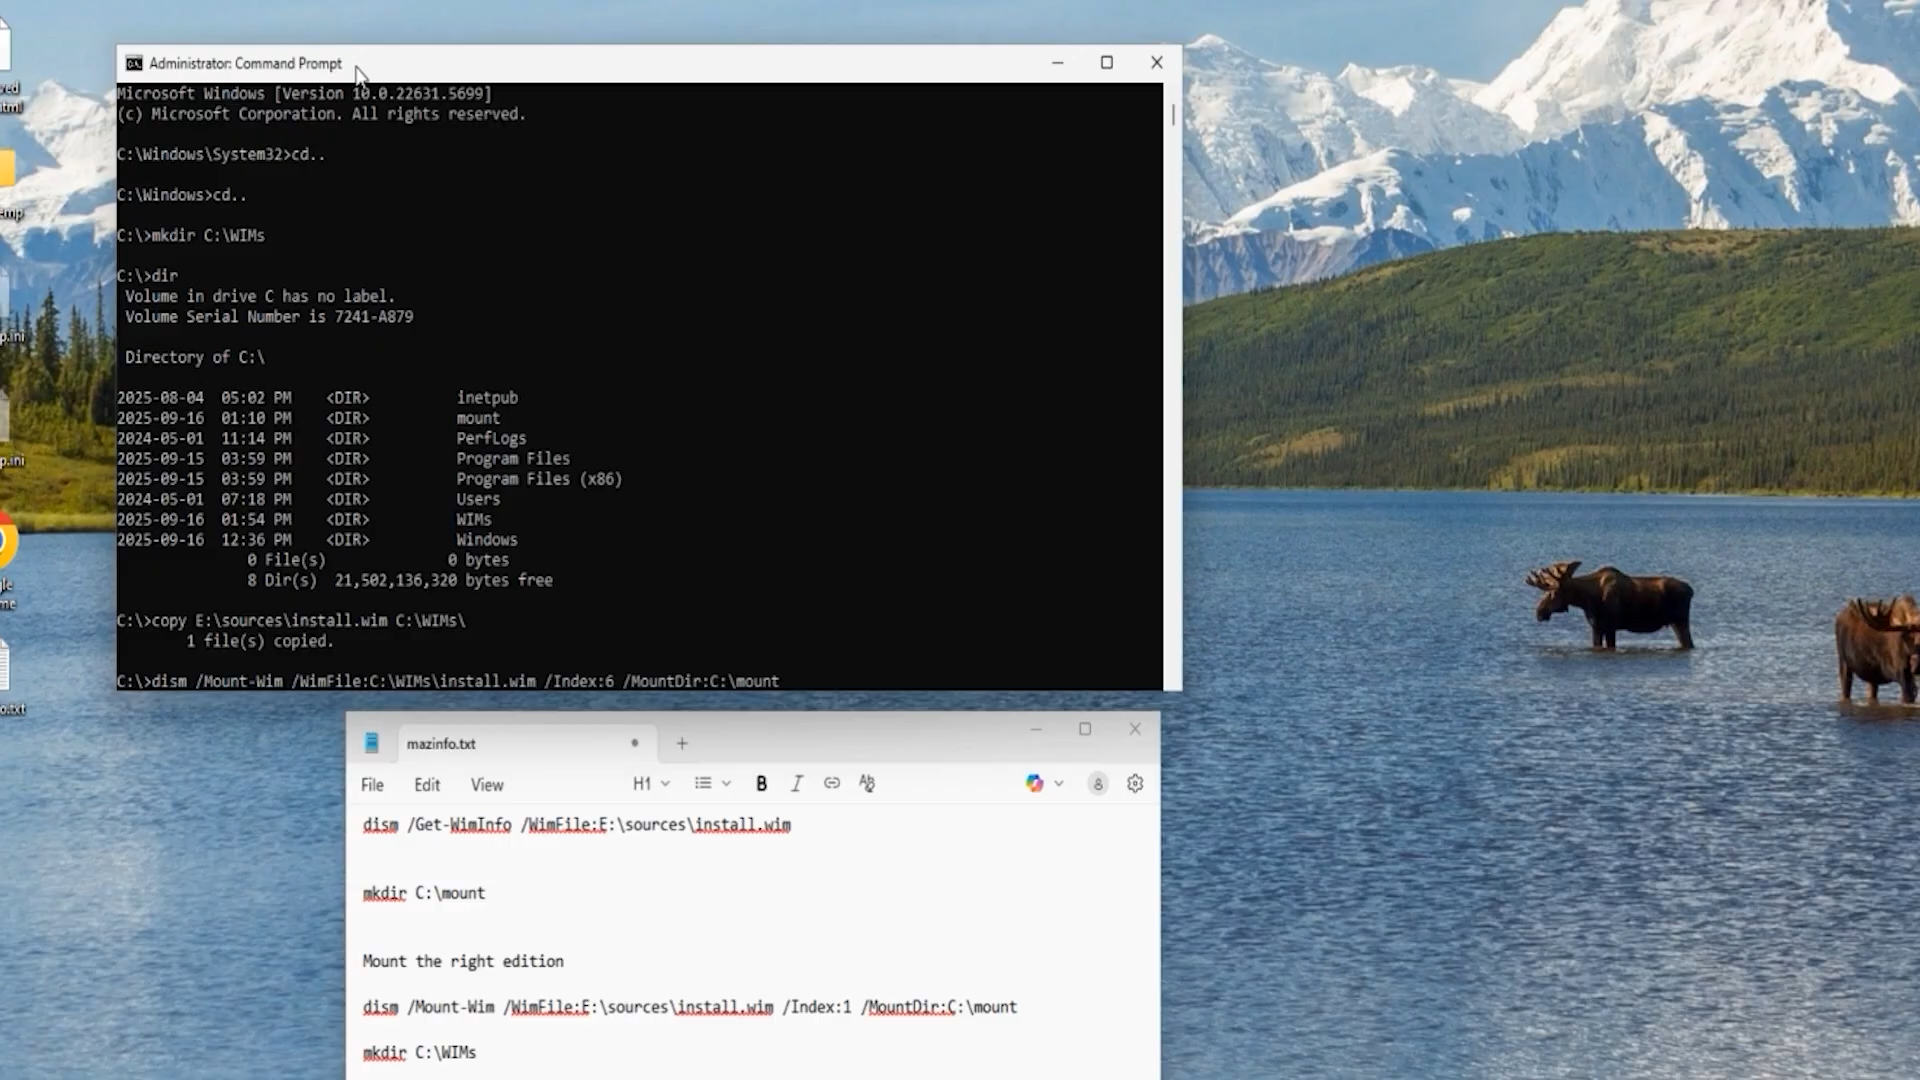 Administrator: Command Prompt
Microsoft Windows [Version 10.0.22631.5699]
(c) Microsoft Corporation. All rights reserved.
C:\Windows\System32>cd..
C:\Windows>cd..
C:\>mkdir C:\WIMs
C:\>dir
Volume in drive C has no label.
Volume Serial Number is 7241-A879
Directory of C:\
2025-08-04 05:02 PM <DIR> inetpub
2025-09-16 01:10 PM <DIR> mount
2024-05-01 11:14 PM <DIR> PerfLogs
2025-09-15 03:59 PM <DIR> Program Files
2025-09-15 03:59 PM <DIR> Program Files (x86)
2024-05-01 07:18 PM <DIR> Users
2025-09-16 01:54 PM <DIR> WIMs
2025-09-16 12:36 PM <DIR> Windows
0 File(s) 0 bytes
8 Dir(s) 21,502,136,320 bytes free
C:\>copy E:\sources\install.wim C:\WIMs\
1 file(s) copied.
C:\>dism /Mount-Wim /WimFile:C:\WIMs\install.wim /Index:6 /MountDir:C:\mount
mazinfo.txt
File Edit View H1 B I
dism /Get-WimInfo /WimFile:E:\sources\install.wim
mkdir C:\mount
Mount the right edition
dism /Mount-Wim /WimFile:E:\sources\install.wim /Index:1 /MountDir:C:\mount
mkdir C:\WIMs